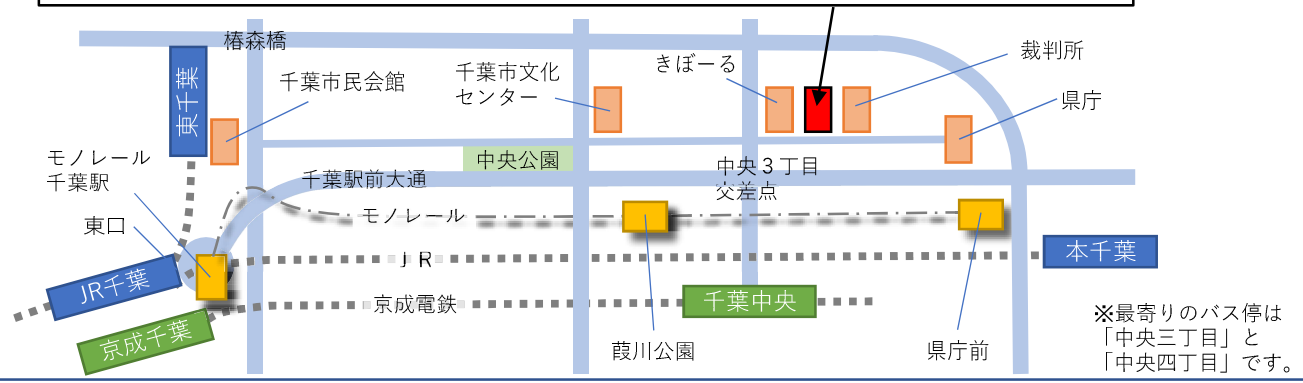 椿森橋
東千葉
千葉市民会館
千葉市文化
センター
きぼーる
裁判所
県庁
モノレール
千葉駅
東口
中央公園
千葉駅前大通
中央３丁目
交差点
モノレール
ＪＲ
本千葉
JR千葉
京成電鉄
千葉中央
京成千葉
葭川公園
県庁前
※最寄りのバス停は
「中央三丁目」と
「中央四丁目」です。